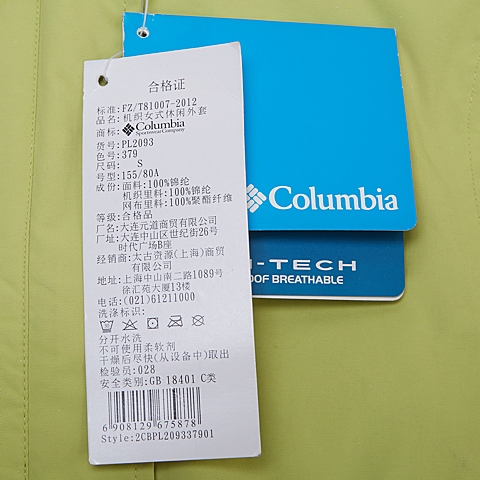 合格证
标准:FZ/T81007-2012
品名:机织女式休闲外套
商标: Columbia
Sportswear Company
货号:PL2093
色号:379
尺码: S
号型:155/80A
成份:面料:100%锦纶
机织里料:100%锦纶
网布里料:100%聚酯纤维
等级:合格品
厂名:大连元道商贸有限公司
厂址:大连中山区世纪街26号
时代广场B座
经销商:太古资源(上海)商贸
有限公司
地址:上海中山南二路1089号
徐汇苑大厦13楼
电话:(021)61211000
洗涤标识:
分开水洗
不可使用柔软剂
干燥后尽快(从设备中)取出
检验员:028
安全类别:GB 18401 C类
6 908129 675878
Style:2CBPL209337901
Columbia
-TECH
OOF BREATHABLE